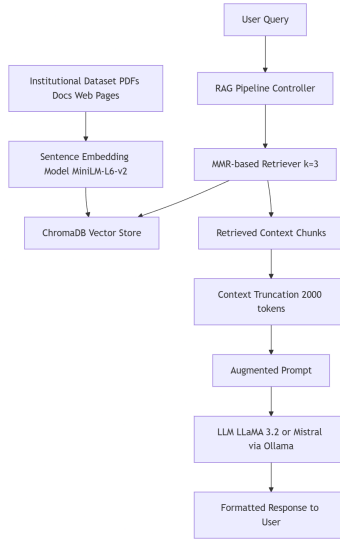 User Query
Institutional Dataset PDFs
Docs Web Pages
RAG Pipeline Controller
Sentence Embedding
Model MiniLM-L6-v2
MMR-based Retriever k=3
ChromaDB Vector Store
Retrieved Context Chunks
Context Truncation 2000
tokens
Augmented Prompt
LLM LLaMA 3.2 or Mistral
via Ollama
Formatted Response to
User